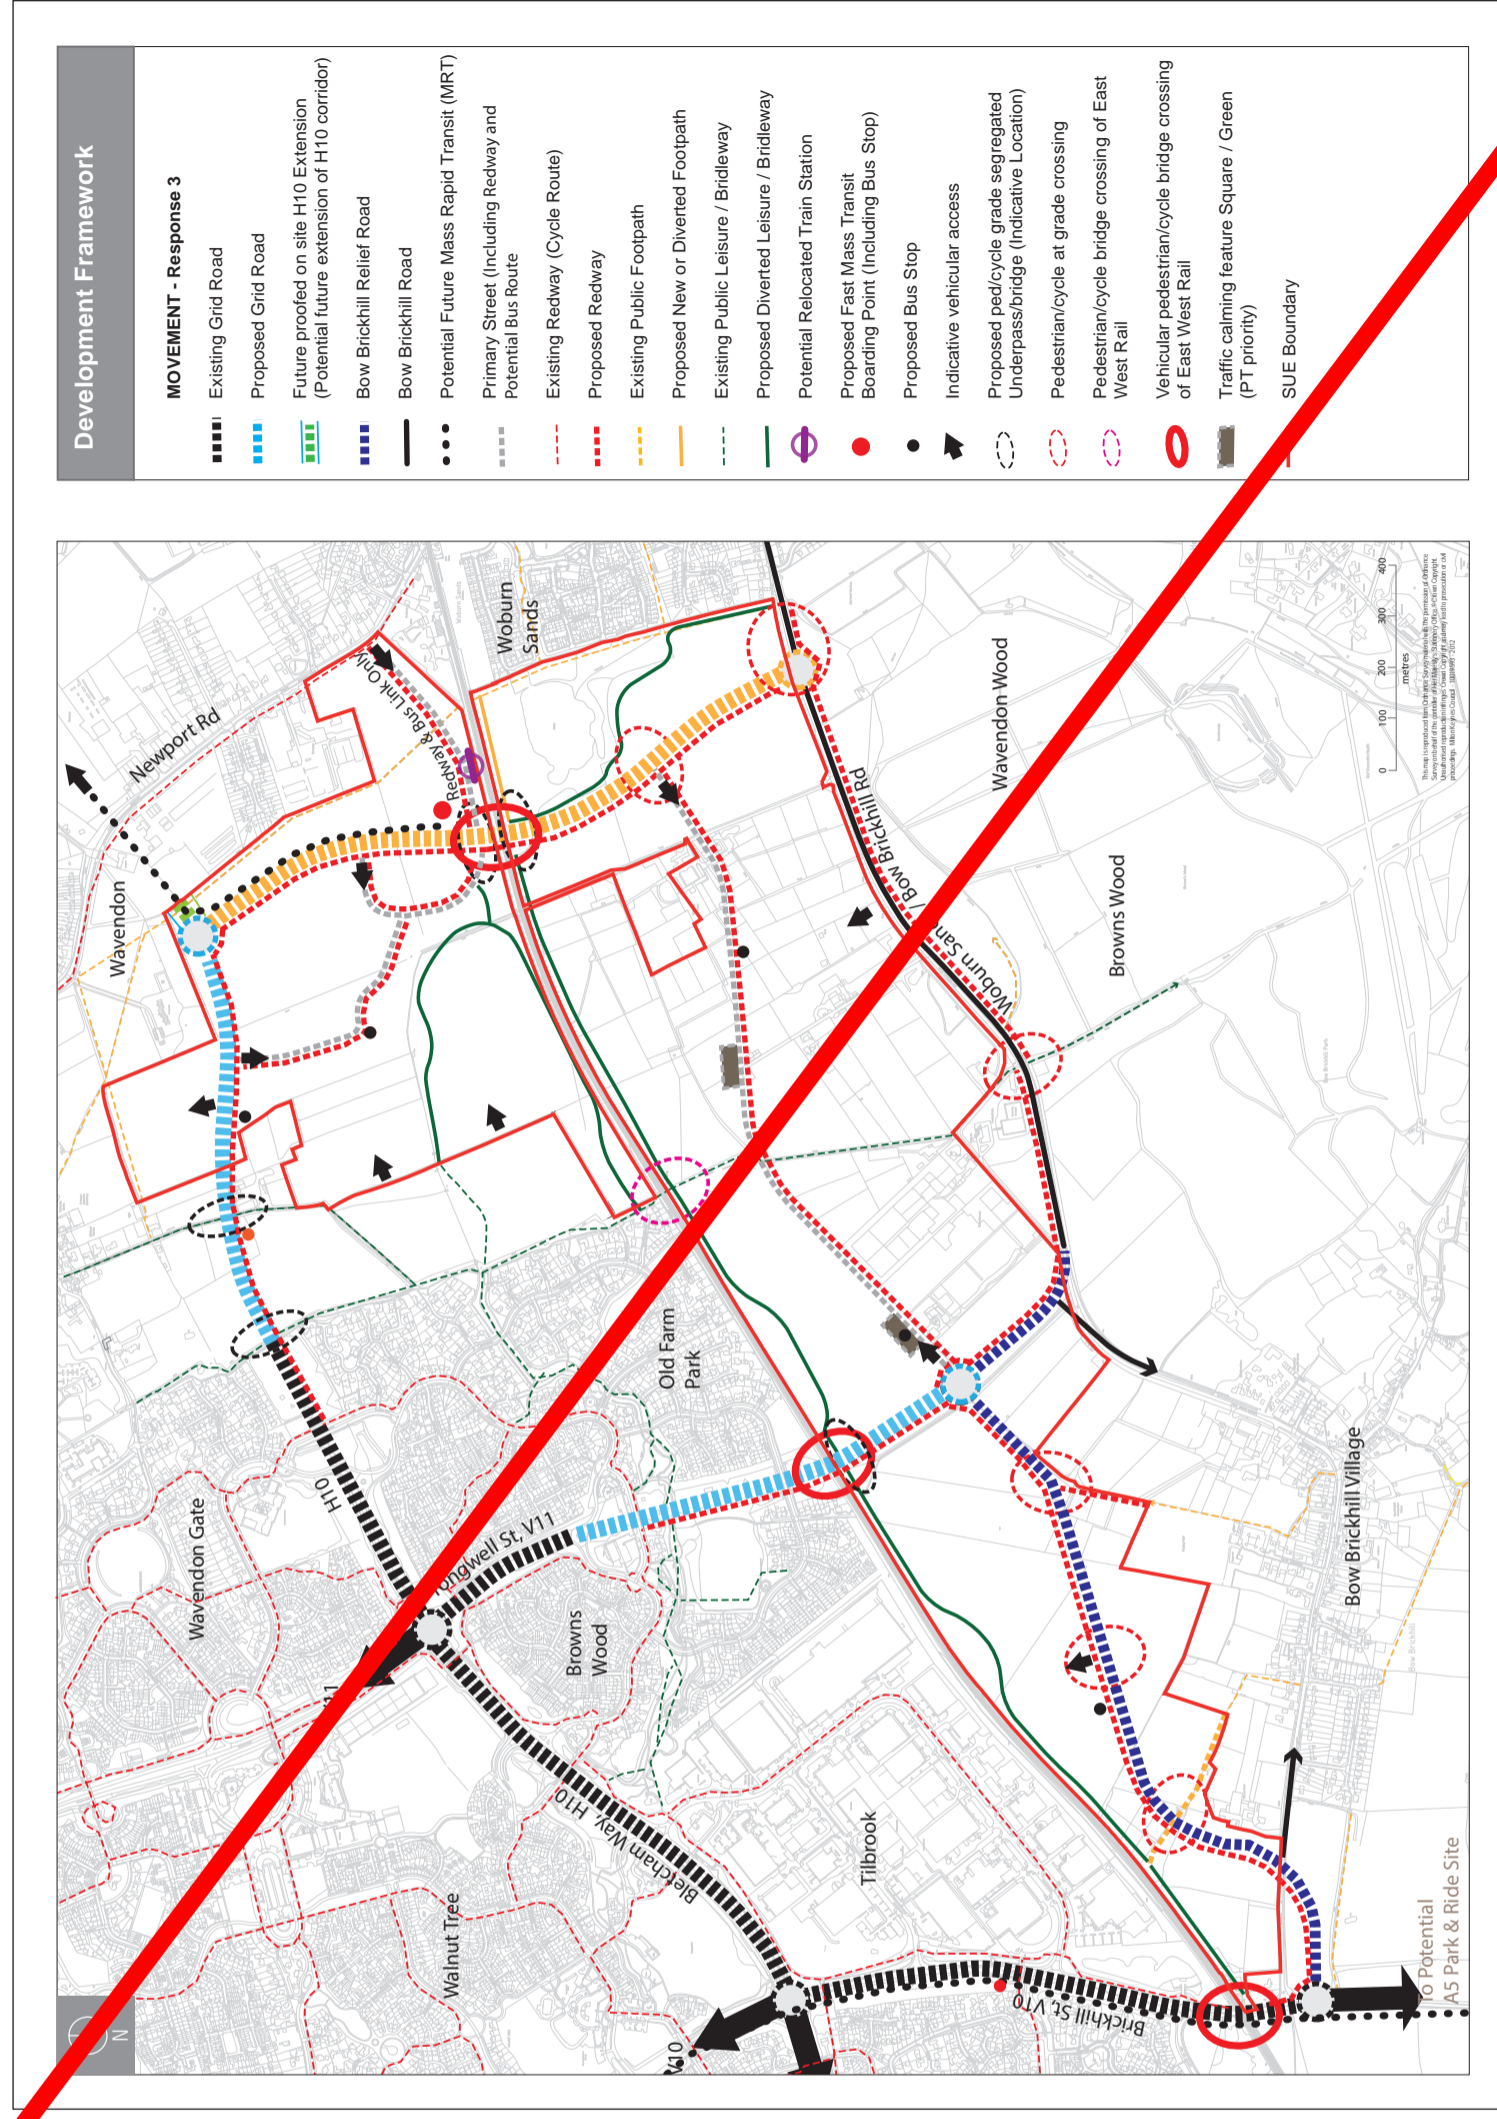 Development Framework
MOVEMENT - Response 3
Existing Grid Road
Proposed Grid Road
Future proofed on site H10 Extension
(Potential future extension of H10 corridor)
Bow Brickhill Relief Road
Bow Brickhill Road
Potential Future Mass Rapid Transit (MRT)
Primary Street (Including Redway and
Potential Bus Route
Existing Redway (Cycle Route)
Proposed Redway
Existing Public Footpath
Proposed New or Diverted Footpath
Existing Public Leisure / Bridleway
Proposed Diverted Leisure / Bridleway
Potential Relocated Train Station
Proposed Fast Mass Transit
Boarding Point (Including Bus Stop)
Proposed Bus Stop
Indicative vehicular access
Proposed ped/cycle grade segregated
Underpass/bridge (Indicative Location)
Pedestrian/cycle at grade crossing
Pedestrian/cycle bridge crossing of East
West Rail
Vehicular pedestrian/cycle bridge crossing
of East West Rail
Traffic calming feature Square / Green
(PT priority)
SUE Boundary
N
Newport Rd
Wavendon
Redway & Bus Link Only
Woburn
Sands
Wavendon Gate
H10
Tongwell St, V11
Browns
Wood
Old Farm
Park
Walnut Tree
Bletcham Way, H10
Tilbrook
V10
Brickhill St, V10
Woburn San / Bow Brickhill Rd
Wavendon Wood
Browns Wood
Bow Brickhill Village
To Potential
A5 Park & Ride Site
0 100 200 300 400
metres